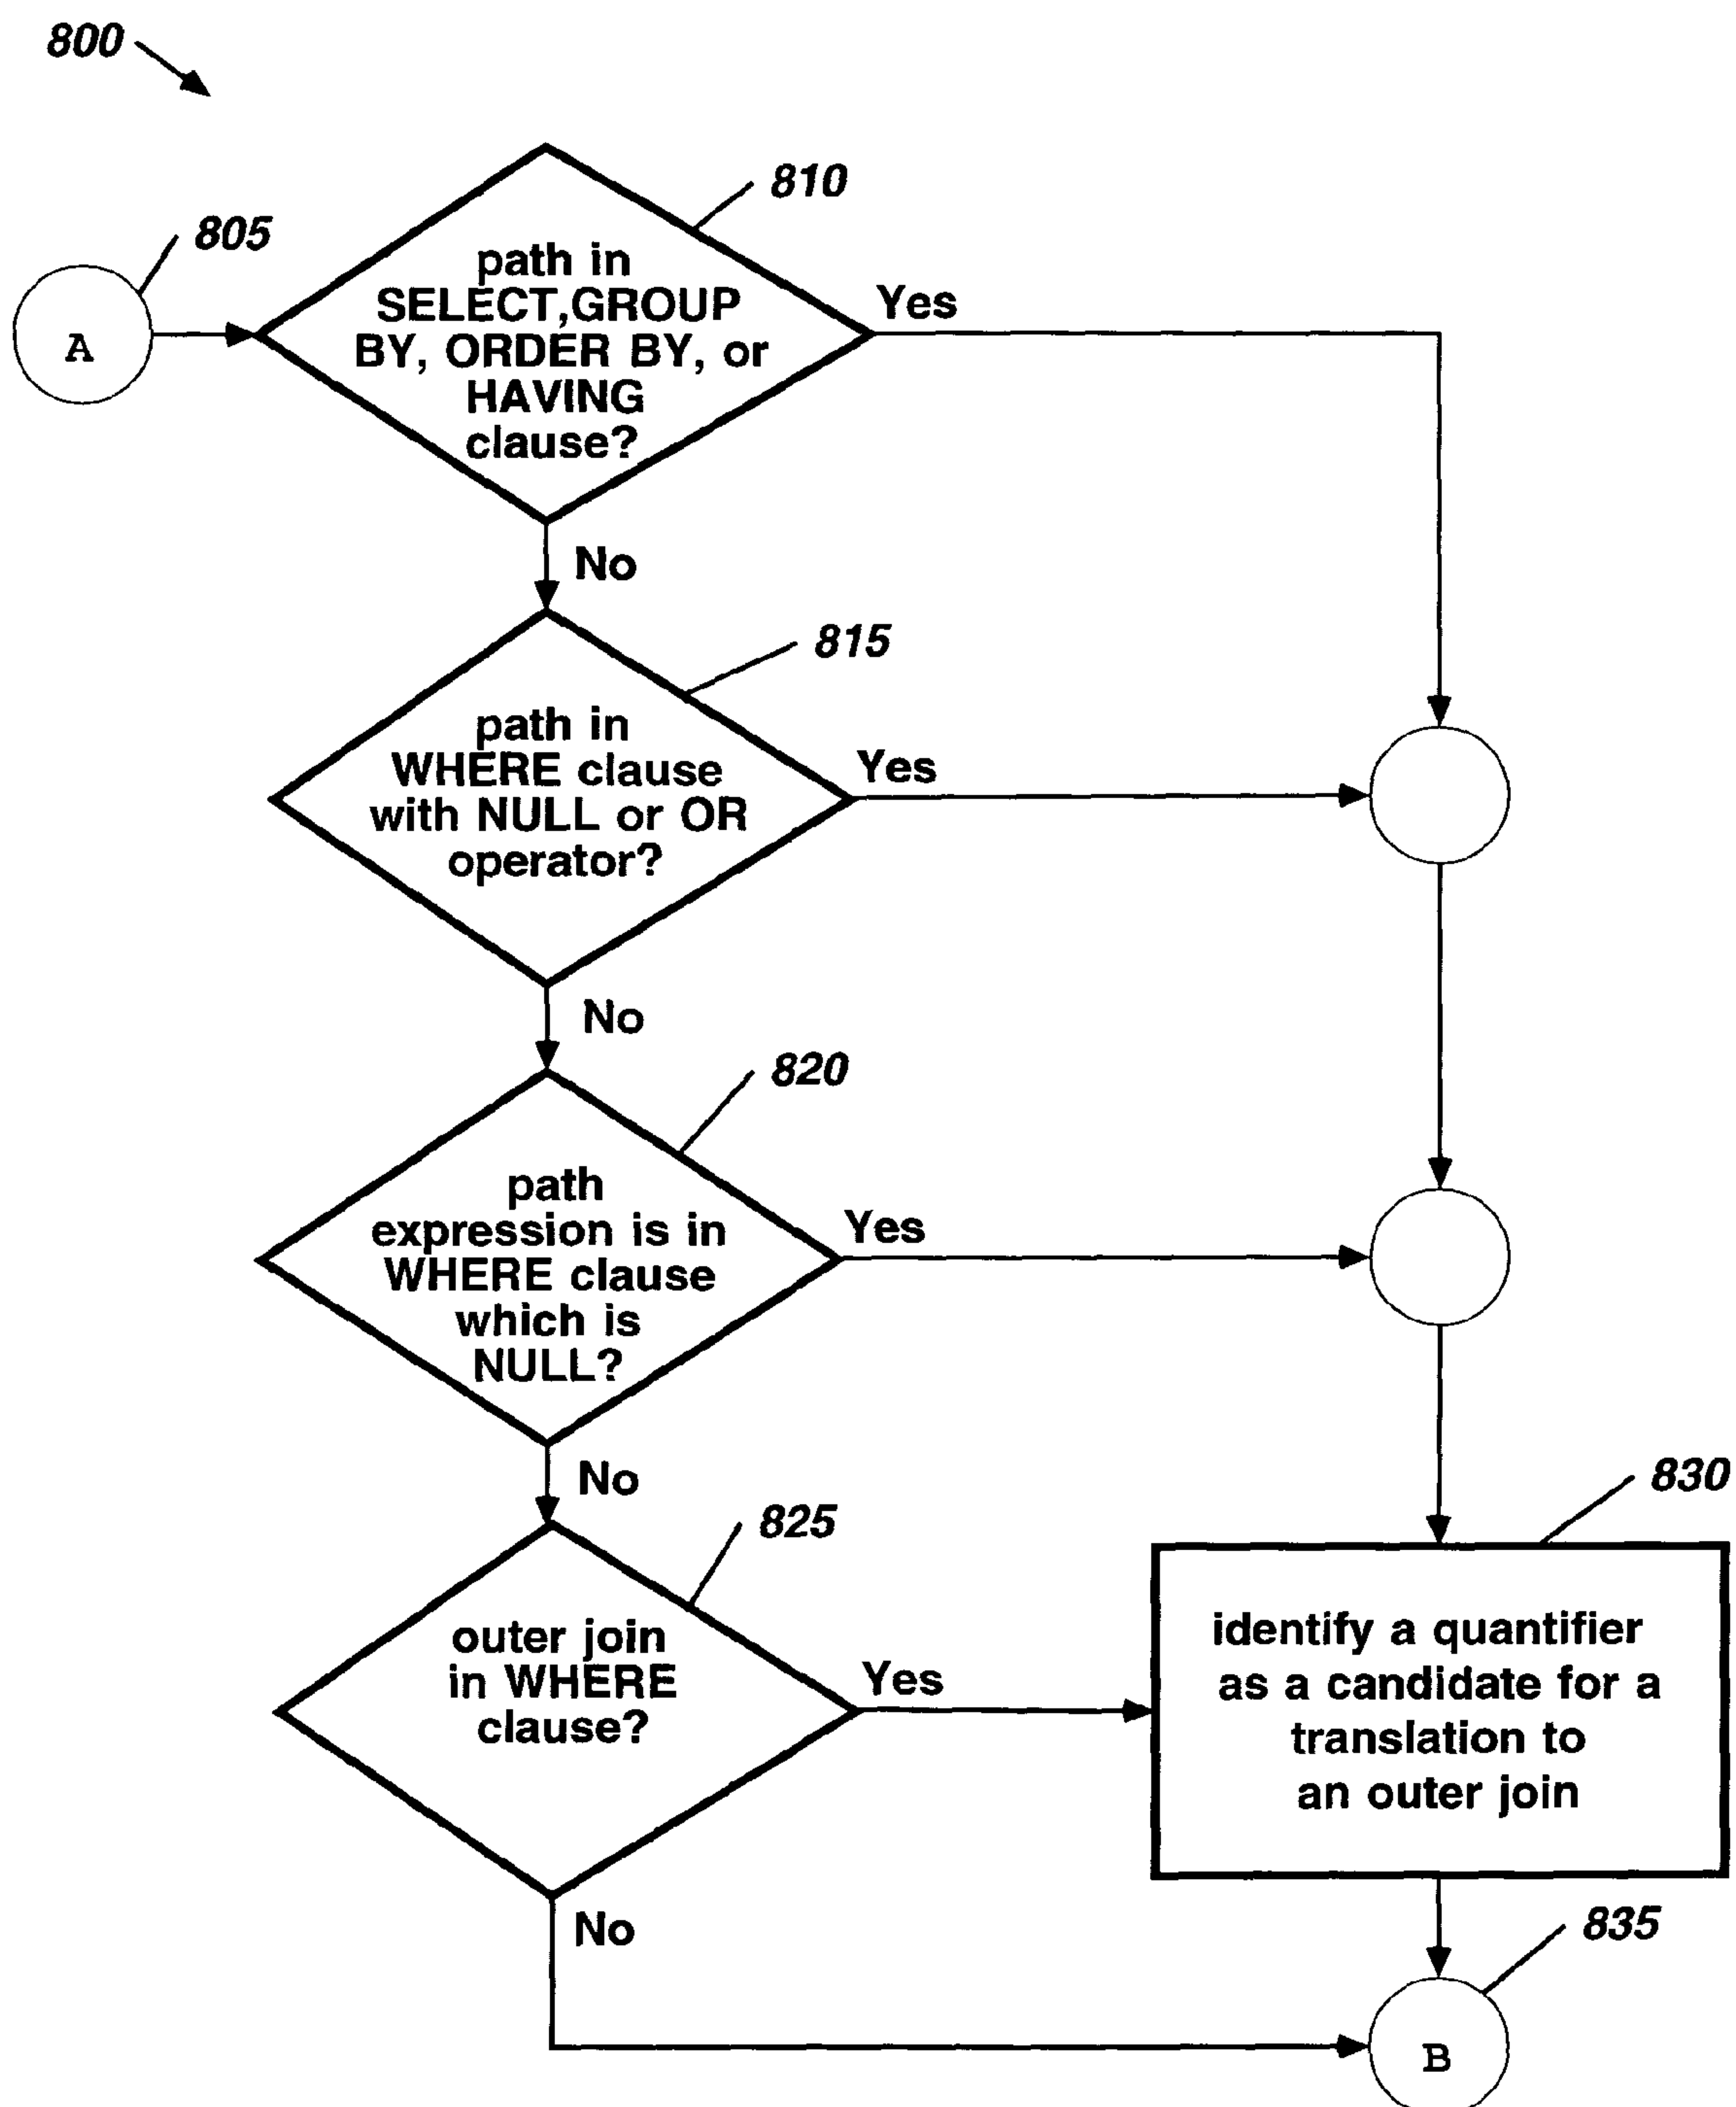 800
810
805
path in
SELECT,GROUP
BY, ORDER BY, or
HAVING
clause?
Yes
A
No
815
path in
WHERE clause
with NULL or OR
operator?
Yes
No
820
path
expression is in
WHERE clause
which is
NULL?
Yes
No
830
825
outer join
in WHERE
clause?
Yes
identify a quantifier
as a candidate for a
translation to
an outer join
No
835
B